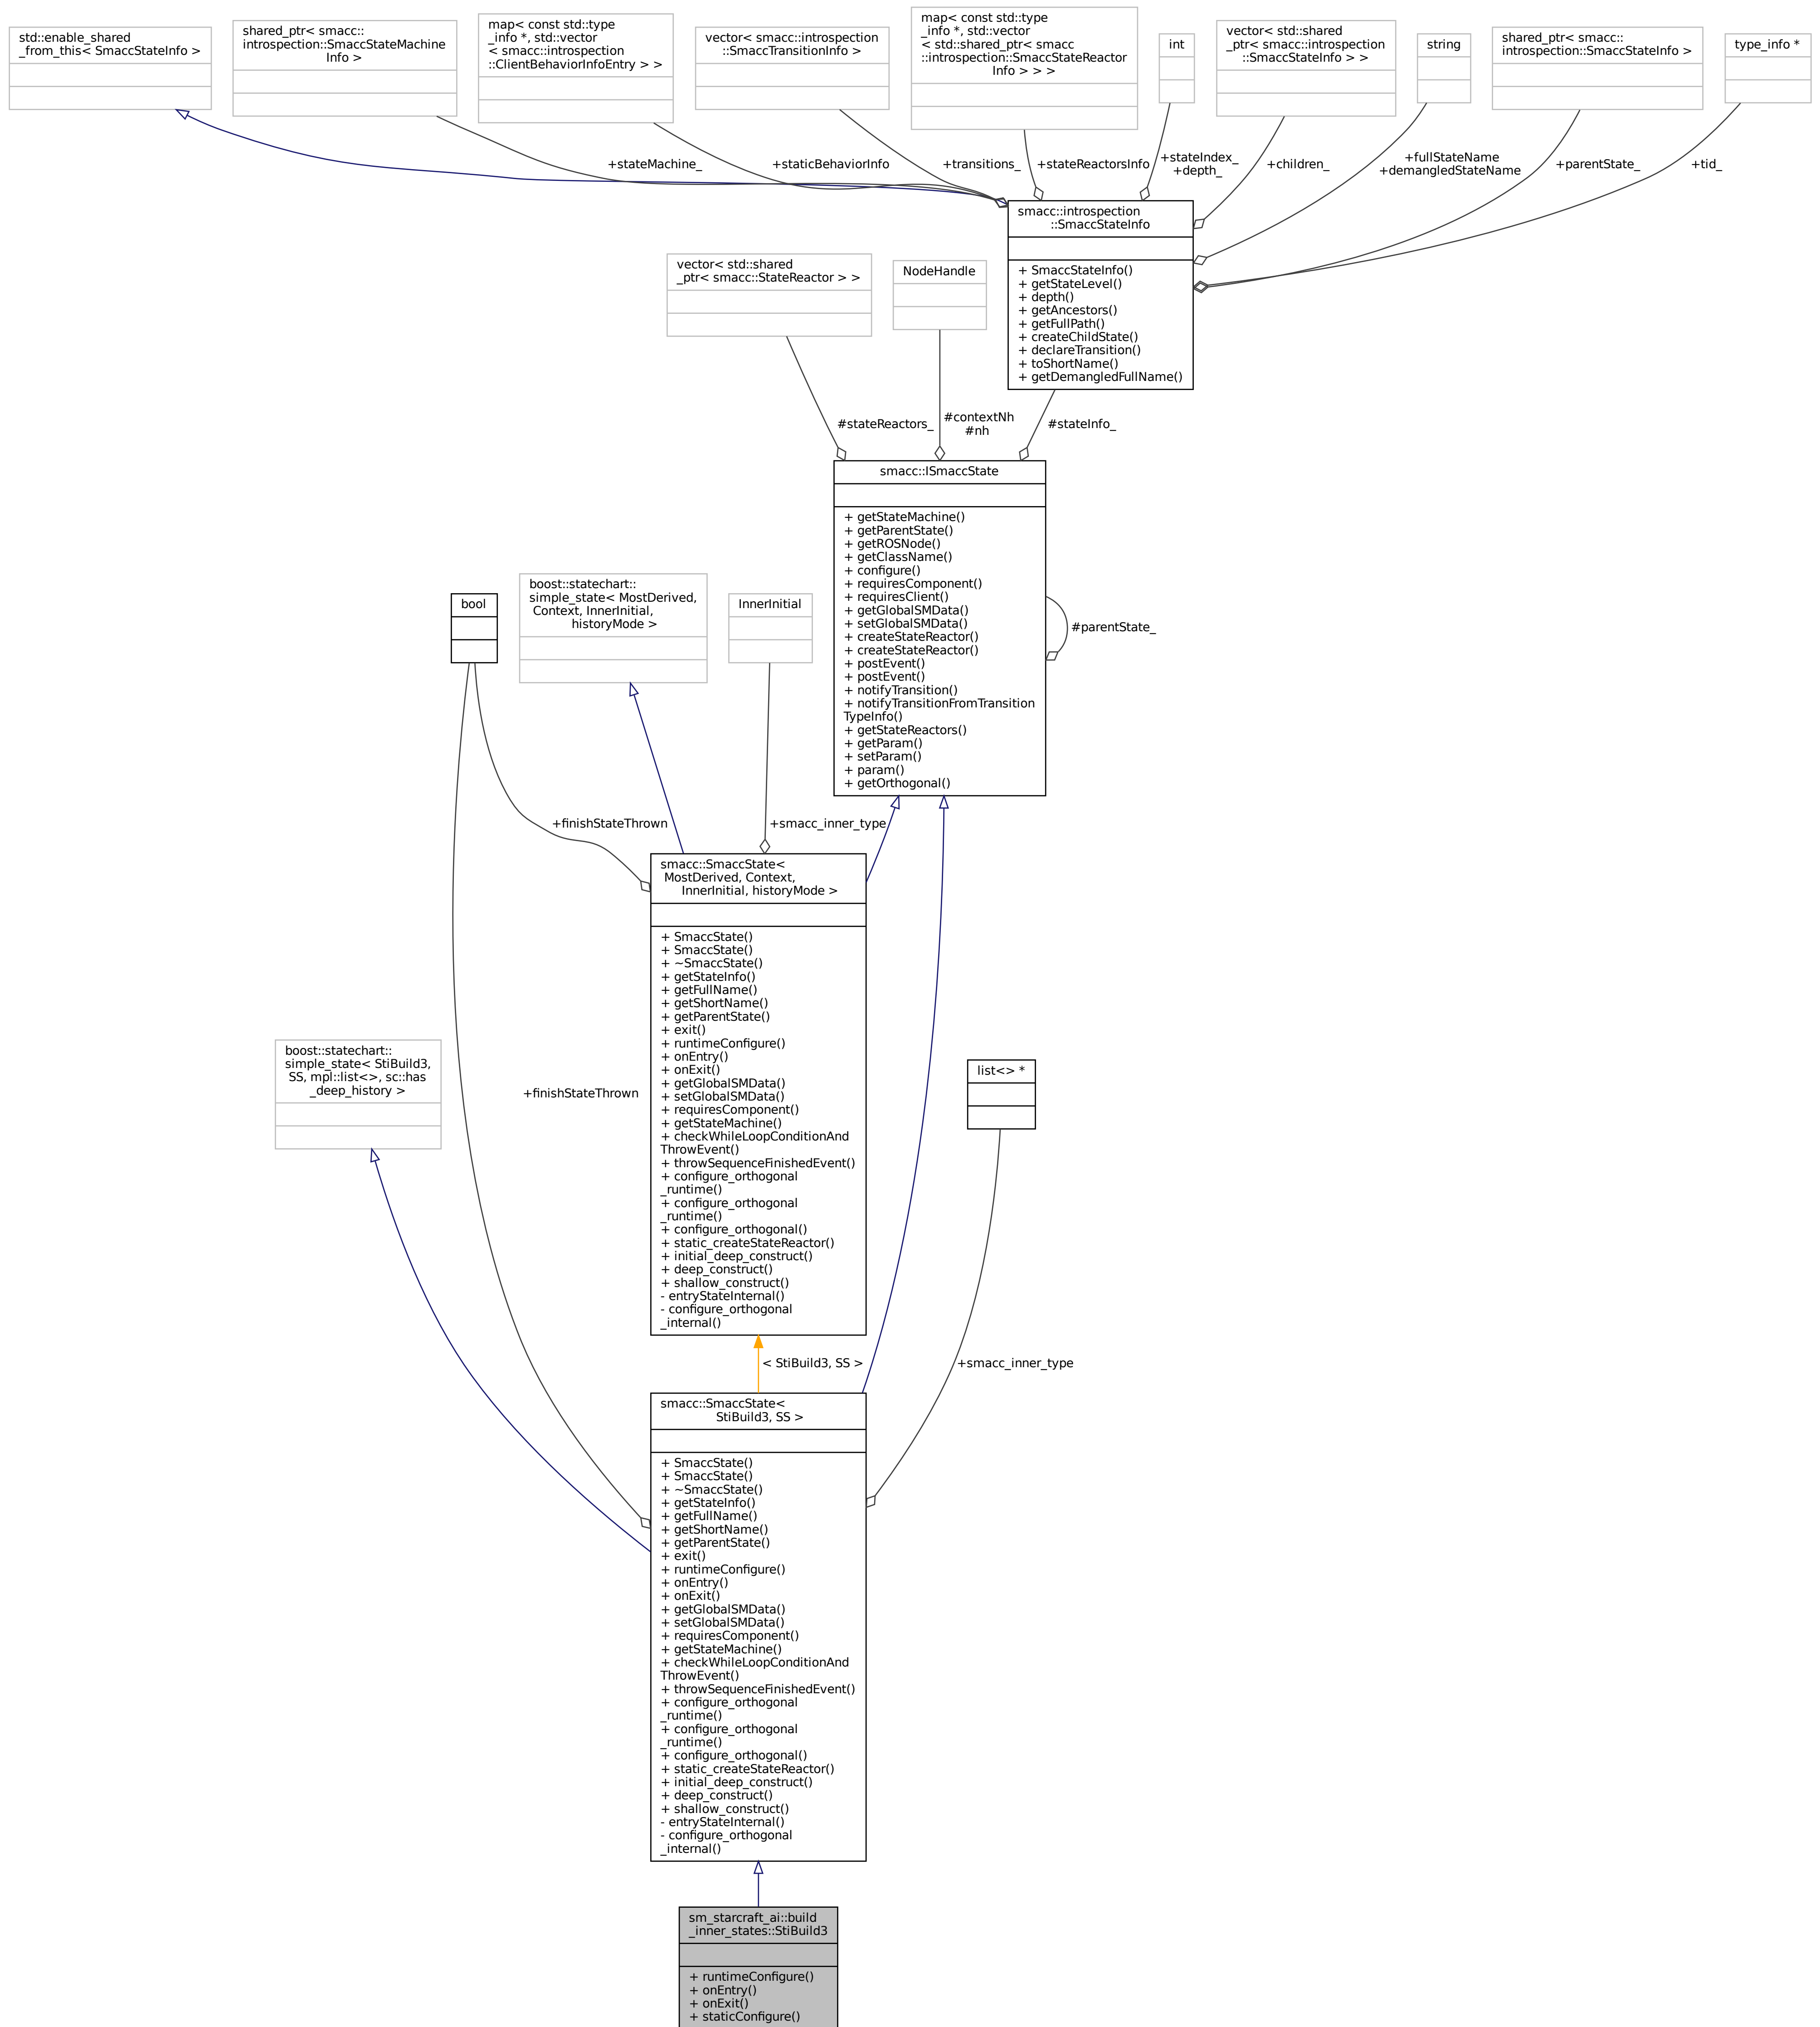 std::enable_shared
_from_this< SmaccStateInfo >
shared_ptr< smacc::
introspection::SmaccStateMachine
Info >
map< const std::type
_info *, std::vector
< smacc::introspection
::ClientBehaviorInfoEntry > >
vector< smacc::introspection
::SmaccTransitionInfo >
map< const std::type
_info *, std::vector
< std::shared_ptr< smacc
::introspection::SmaccStateReactor
Info > > >
int
vector< std::shared
_ptr< smacc::introspection
::SmaccStateInfo > >
string
shared_ptr< smacc::
introspection::SmaccStateInfo >
type_info *
+stateMachine_
+staticBehaviorInfo
+transitions_
+stateReactorsInfo
+stateIndex_
+depth_
+children_
+fullStateName
+demangledStateName
+parentState_
+tid_
smacc::introspection
::SmaccStateInfo
+ SmaccStateInfo()
+ getStateLevel()
+ depth()
+ getAncestors()
+ getFullPath()
+ createChildState()
+ declareTransition()
+ toShortName()
+ getDemangledFullName()
vector< std::shared
_ptr< smacc::StateReactor > >
NodeHandle
#stateReactors_
#contextNh
#nh
#stateInfo_
smacc::ISmaccState
+ getStateMachine()
+ getParentState()
+ getROSNode()
+ getClassName()
+ configure()
+ requiresComponent()
+ requiresClient()
+ getGlobalSMData()
+ setGlobalSMData()
+ createStateReactor()
+ createStateReactor()
+ postEvent()
+ postEvent()
+ notifyTransition()
+ notifyTransitionFromTransition
TypeInfo()
+ getStateReactors()
+ getParam()
+ setParam()
+ param()
+ getOrthogonal()
#parentState_
bool
boost::statechart::
simple_state< MostDerived,
Context, InnerInitial,
historyMode >
InnerInitial
+finishStateThrown
+smacc_inner_type
smacc::SmaccState<
MostDerived, Context,
InnerInitial, historyMode >
+ SmaccState()
+ SmaccState()
+ ~SmaccState()
+ getStateInfo()
+ getFullName()
+ getShortName()
+ getParentState()
+ exit()
+ runtimeConfigure()
+ onEntry()
+ onExit()
+ getGlobalSMData()
+ setGlobalSMData()
+ requiresComponent()
+ getStateMachine()
+ checkWhileLoopConditionAnd
ThrowEvent()
+ throwSequenceFinishedEvent()
+ configure_orthogonal
_runtime()
+ configure_orthogonal
_runtime()
+ configure_orthogonal()
+ static_createStateReactor()
+ initial_deep_construct()
+ deep_construct()
+ shallow_construct()
- entryStateInternal()
- configure_orthogonal
_internal()
boost::statechart::
simple_state< StiBuild3,
SS, mpl::list<>, sc::has
_deep_history >
+finishStateThrown
list<> *
< StiBuild3, SS >
+smacc_inner_type
smacc::SmaccState<
StiBuild3, SS >
+ SmaccState()
+ SmaccState()
+ ~SmaccState()
+ getStateInfo()
+ getFullName()
+ getShortName()
+ getParentState()
+ exit()
+ runtimeConfigure()
+ onEntry()
+ onExit()
+ getGlobalSMData()
+ setGlobalSMData()
+ requiresComponent()
+ getStateMachine()
+ checkWhileLoopConditionAnd
ThrowEvent()
+ throwSequenceFinishedEvent()
+ configure_orthogonal
_runtime()
+ configure_orthogonal
_runtime()
+ configure_orthogonal()
+ static_createStateReactor()
+ initial_deep_construct()
+ deep_construct()
+ shallow_construct()
- entryStateInternal()
- configure_orthogonal
_internal()
sm_starcraft_ai::build
_inner_states::StiBuild3
+ runtimeConfigure()
+ onEntry()
+ onExit()
+ staticConfigure()